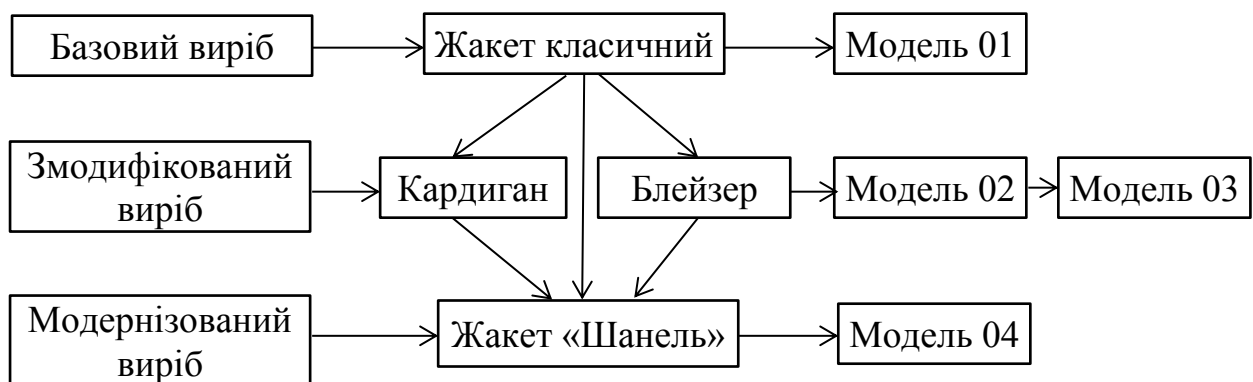 Базовий виріб
Жакет класичний
Модель 01
Змодифікований
виріб
Кардиган
Блейзер
Модель 02
Модель 03
Модернізований
виріб
Жакет «Шанель»
Модель 04